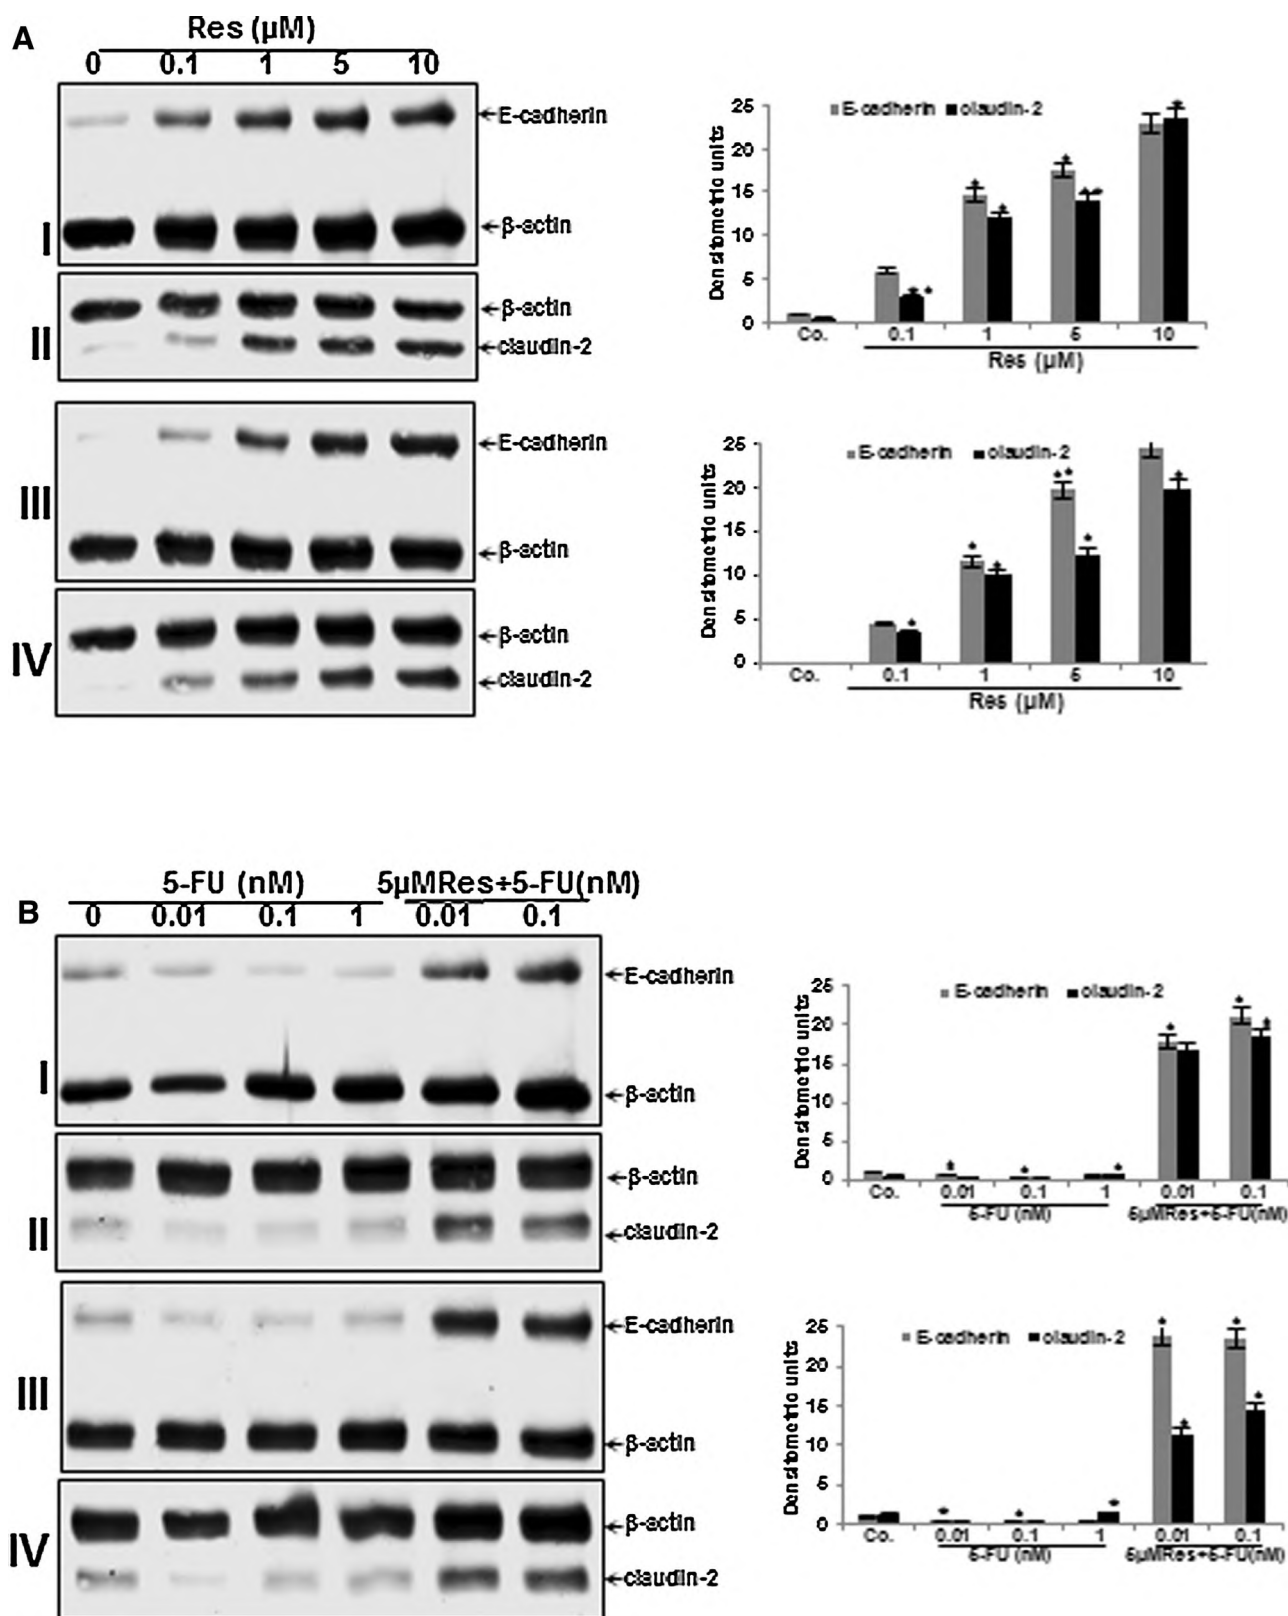 A
Res (µM)
0 0.1 1 5 10
E-cadherin
β-actin
I
β-actin
claudin-2
II
E-cadherin
β-actin
III
β-actin
claudin-2
IV
E-cadherin claudin-2
Densitometric units
25
20
15
10
5
0
Co. 0.1 1 5 10
Res (µM)
E-cadherin claudin-2
Densitometric units
25
20
15
10
5
0
Co. 0.1 1 5 10
Res (µM)
B
5-FU (nM) 5µMRes+5-FU(nM)
0 0.01 0.1 1 0.01 0.1
E-cadherin
β-actin
I
β-actin
claudin-2
II
E-cadherin
β-actin
III
β-actin
claudin-2
IV
E-cadherin claudin-2
Densitometric units
25
20
15
10
5
0
Co. 0.01 0.1 1 0.01 0.1
5-FU (nM) 5µMRes+5-FU(nM)
E-cadherin claudin-2
Densitometric units
25
20
15
10
5
0
Co. 0.01 0.1 1 0.01 0.1
5-FU (nM) 5µMRes+5-FU(nM)